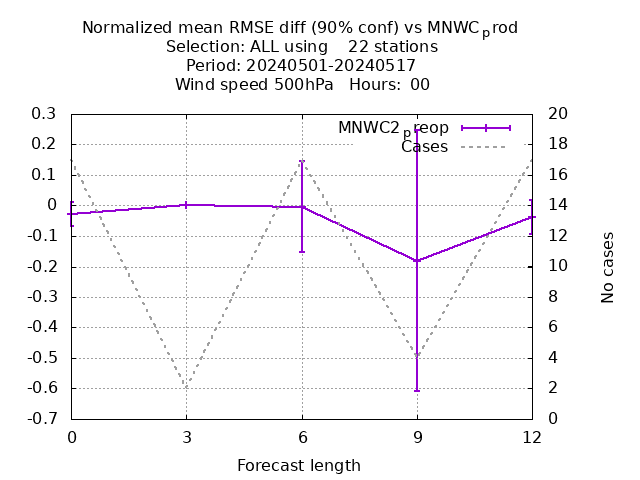 Normalized mean RMSE diff (90% conf) vs MNWCprod
Selection: ALL using 22 stations
Period: 20240501-20240517
Wind speed 500hPa Hours: 00
MNWC2preop
Cases
0.3
0.2
0.1
0
-0.1
-0.2
-0.3
-0.4
-0.5
-0.6
-0.7
20
18
16
14
12
10
8
6
4
2
0
No cases
0 3 6 9 12
Forecast length